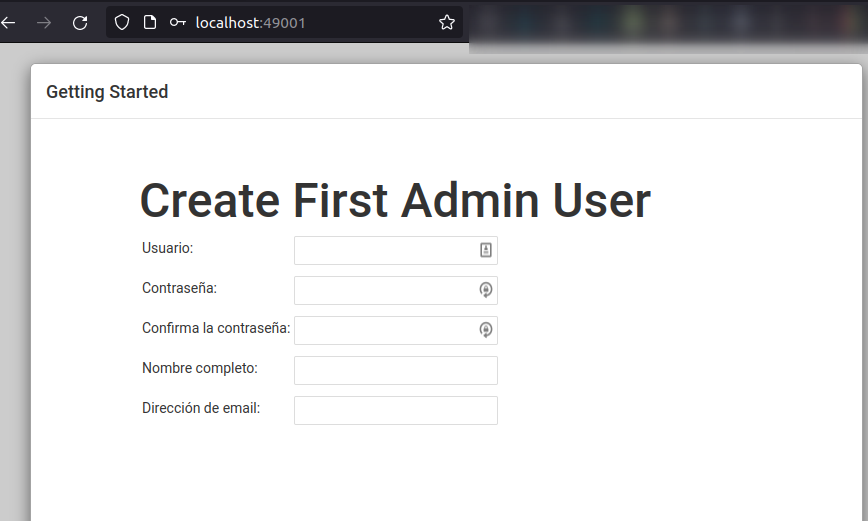 localhost:49001
Getting Started
Create First Admin User
Usuario:
Contraseña:
Confirma la contraseña:
Nombre completo:
Dirección de email: